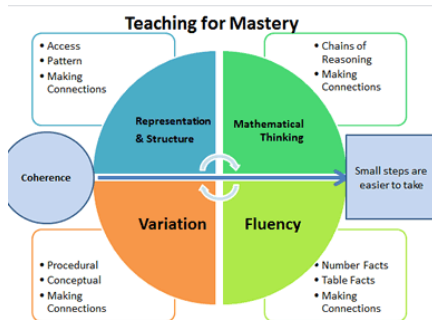 Teaching for Mastery
• Access
• Pattern
• Making
Connections
• Chains of
Reasoning
• Making
Connections
Representation
& Structure
Mathematical
Thinking
Coherence
Small steps are
easier to take
Variation
Fluency
• Procedural
• Conceptual
• Making
Connections
• Number Facts
• Table Facts
• Making
Connections